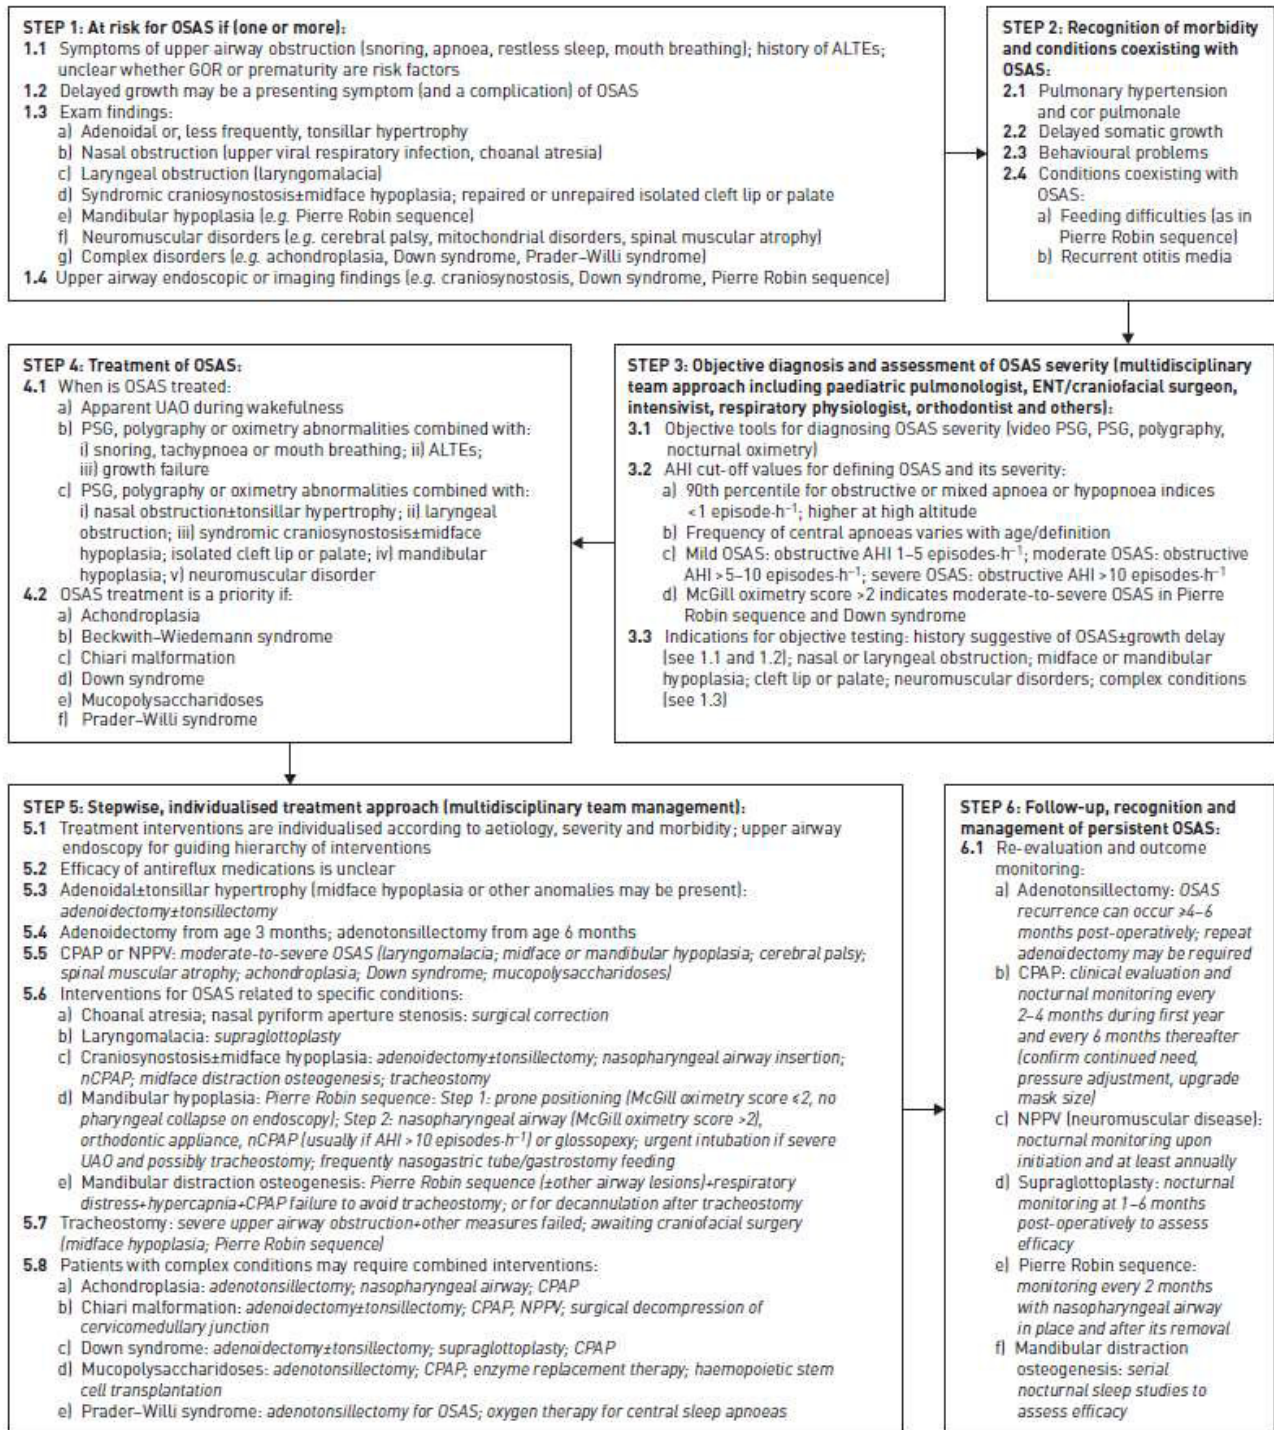 STEP 1: At risk for OSAS if (one or more):
1.1 Symptoms of upper airway obstruction (snoring, apnoea, restless sleep, mouth breathing); history of ALTEs;
unclear whether GOR or prematurity are risk factors
1.2 Delayed growth may be a presenting symptom (and a complication) of OSAS
1.3 Exam findings:
a) Adenoidal or, less frequently, tonsillar hypertrophy
b) Nasal obstruction (upper viral respiratory infection, choanal atresia)
c) Laryngeal obstruction (laryngomalacia)
d) Syndromic craniosynostosis±midface hypoplasia; repaired or unrepaired isolated cleft lip or palate
e) Mandibular hypoplasia (e.g. Pierre Robin sequence)
f) Neuromuscular disorders (e.g. cerebral palsy, mitochondrial disorders, spinal muscular atrophy)
g) Complex disorders (e.g. achondroplasia, Down syndrome, Prader–Willi syndrome)
1.4 Upper airway endoscopic or imaging findings (e.g. craniosynostosis, Down syndrome, Pierre Robin sequence)
STEP 2: Recognition of morbidity
and conditions coexisting with
OSAS:
2.1 Pulmonary hypertension
and cor pulmonale
2.2 Delayed somatic growth
2.3 Behavioural problems
2.4 Conditions coexisting with
OSAS:
a) Feeding difficulties (as in
Pierre Robin sequence)
b) Recurrent otitis media
STEP 3: Objective diagnosis and assessment of OSAS severity (multidisciplinary
team approach including paediatric pulmonologist, ENT/craniofacial surgeon,
intensivist, respiratory physiologist, orthodontist and others):
3.1 Objective tools for diagnosing OSAS severity (video PSG, PSG, polygraphy,
nocturnal oximetry)
3.2 AHI cut-off values for defining OSAS and its severity:
a) 90th percentile for obstructive or mixed apnoea or hypopnoea indices
<1 episode·h⁻¹; higher at high altitude
b) Frequency of central apnoeas varies with age/definition
c) Mild OSAS: obstructive AHI 1–5 episodes·h⁻¹; moderate OSAS: obstructive
AHI >5–10 episodes·h⁻¹; severe OSAS: obstructive AHI >10 episodes·h⁻¹
d) McGill oximetry score >2 indicates moderate-to-severe OSAS in Pierre
Robin sequence and Down syndrome
3.3 Indications for objective testing: history suggestive of OSAS±growth delay
(see 1.1 and 1.2); nasal or laryngeal obstruction; midface or mandibular
hypoplasia; cleft lip or palate; neuromuscular disorders; complex conditions
(see 1.3)
STEP 4: Treatment of OSAS:
4.1 When is OSAS treated:
a) Apparent UAO during wakefulness
b) PSG, polygraphy or oximetry abnormalities combined with:
i) snoring, tachypnoea or mouth breathing; ii) ALTEs;
iii) growth failure
c) PSG, polygraphy or oximetry abnormalities combined with:
i) nasal obstruction±tonsillar hypertrophy; ii) laryngeal
obstruction; iii) syndromic craniosynostosis±midface
hypoplasia; isolated cleft lip or palate; iv) mandibular
hypoplasia; v) neuromuscular disorder
4.2 OSAS treatment is a priority if:
a) Achondroplasia
b) Beckwith–Wiedemann syndrome
c) Chiari malformation
d) Down syndrome
e) Mucopolysaccharidoses
f) Prader–Willi syndrome
STEP 5: Stepwise, individualised treatment approach (multidisciplinary team management):
5.1 Treatment interventions are individualised according to aetiology, severity and morbidity; upper airway
endoscopy for guiding hierarchy of interventions
5.2 Efficacy of antireflux medications is unclear
5.3 Adenoidal±tonsillar hypertrophy (midface hypoplasia or other anomalies may be present):
adenoidectomy±tonsillectomy
5.4 Adenoidectomy from age 3 months; adenotonsillectomy from age 6 months
5.5 CPAP or NPPV: moderate-to-severe OSAS (laryngomalacia; midface or mandibular hypoplasia; cerebral palsy;
spinal muscular atrophy; achondroplasia; Down syndrome; mucopolysaccharidoses)
5.6 Interventions for OSAS related to specific conditions:
a) Choanal atresia; nasal pyriform aperture stenosis: surgical correction
b) Laryngomalacia: supraglottoplasty
c) Craniosynostosis±midface hypoplasia: adenoidectomy±tonsillectomy; nasopharyngeal airway insertion;
nCPAP; midface distraction osteogenesis; tracheostomy
d) Mandibular hypoplasia: Pierre Robin sequence: Step 1: prone positioning (McGill oximetry score ≤2, no
pharyngeal collapse on endoscopy); Step 2: nasopharyngeal airway (McGill oximetry score >2),
orthodontic appliance, nCPAP (usually if AHI >10 episodes·h⁻¹) or glossopexy; urgent intubation if severe
UAO and possibly tracheostomy; frequently nasogastric tube/gastrostomy feeding
e) Mandibular distraction osteogenesis: Pierre Robin sequence (±other airway lesions)+respiratory
distress+hypercapnia+CPAP failure to avoid tracheostomy; or for decannulation after tracheostomy
5.7 Tracheostomy: severe upper airway obstruction+other measures failed; awaiting craniofacial surgery
(midface hypoplasia; Pierre Robin sequence)
5.8 Patients with complex conditions may require combined interventions:
a) Achondroplasia: adenotonsillectomy; nasopharyngeal airway; CPAP
b) Chiari malformation: adenoidectomy±tonsillectomy; CPAP; NPPV; surgical decompression of
cervicomedullary junction
c) Down syndrome: adenoidectomy±tonsillectomy; supraglottoplasty; CPAP
d) Mucopolysaccharidoses: adenotonsillectomy; CPAP; enzyme replacement therapy; haemopoietic stem
cell transplantation
e) Prader–Willi syndrome: adenotonsillectomy for OSAS; oxygen therapy for central sleep apnoeas
STEP 6: Follow-up, recognition and
management of persistent OSAS:
6.1 Re-evaluation and outcome
monitoring:
a) Adenotonsillectomy: OSAS
recurrence can occur ≥4–6
months post-operatively; repeat
adenoidectomy may be required
b) CPAP: clinical evaluation and
nocturnal monitoring every
2–4 months during first year
and every 6 months thereafter
(confirm continued need,
pressure adjustment, upgrade
mask size)
c) NPPV (neuromuscular disease):
nocturnal monitoring upon
initiation and at least annually
d) Supraglottoplasty: nocturnal
monitoring at 1–6 months
post-operatively to assess
efficacy
e) Pierre Robin sequence:
monitoring every 2 months
with nasopharyngeal airway
in place and after its removal
f) Mandibular distraction
osteogenesis: serial
nocturnal sleep studies to
assess efficacy